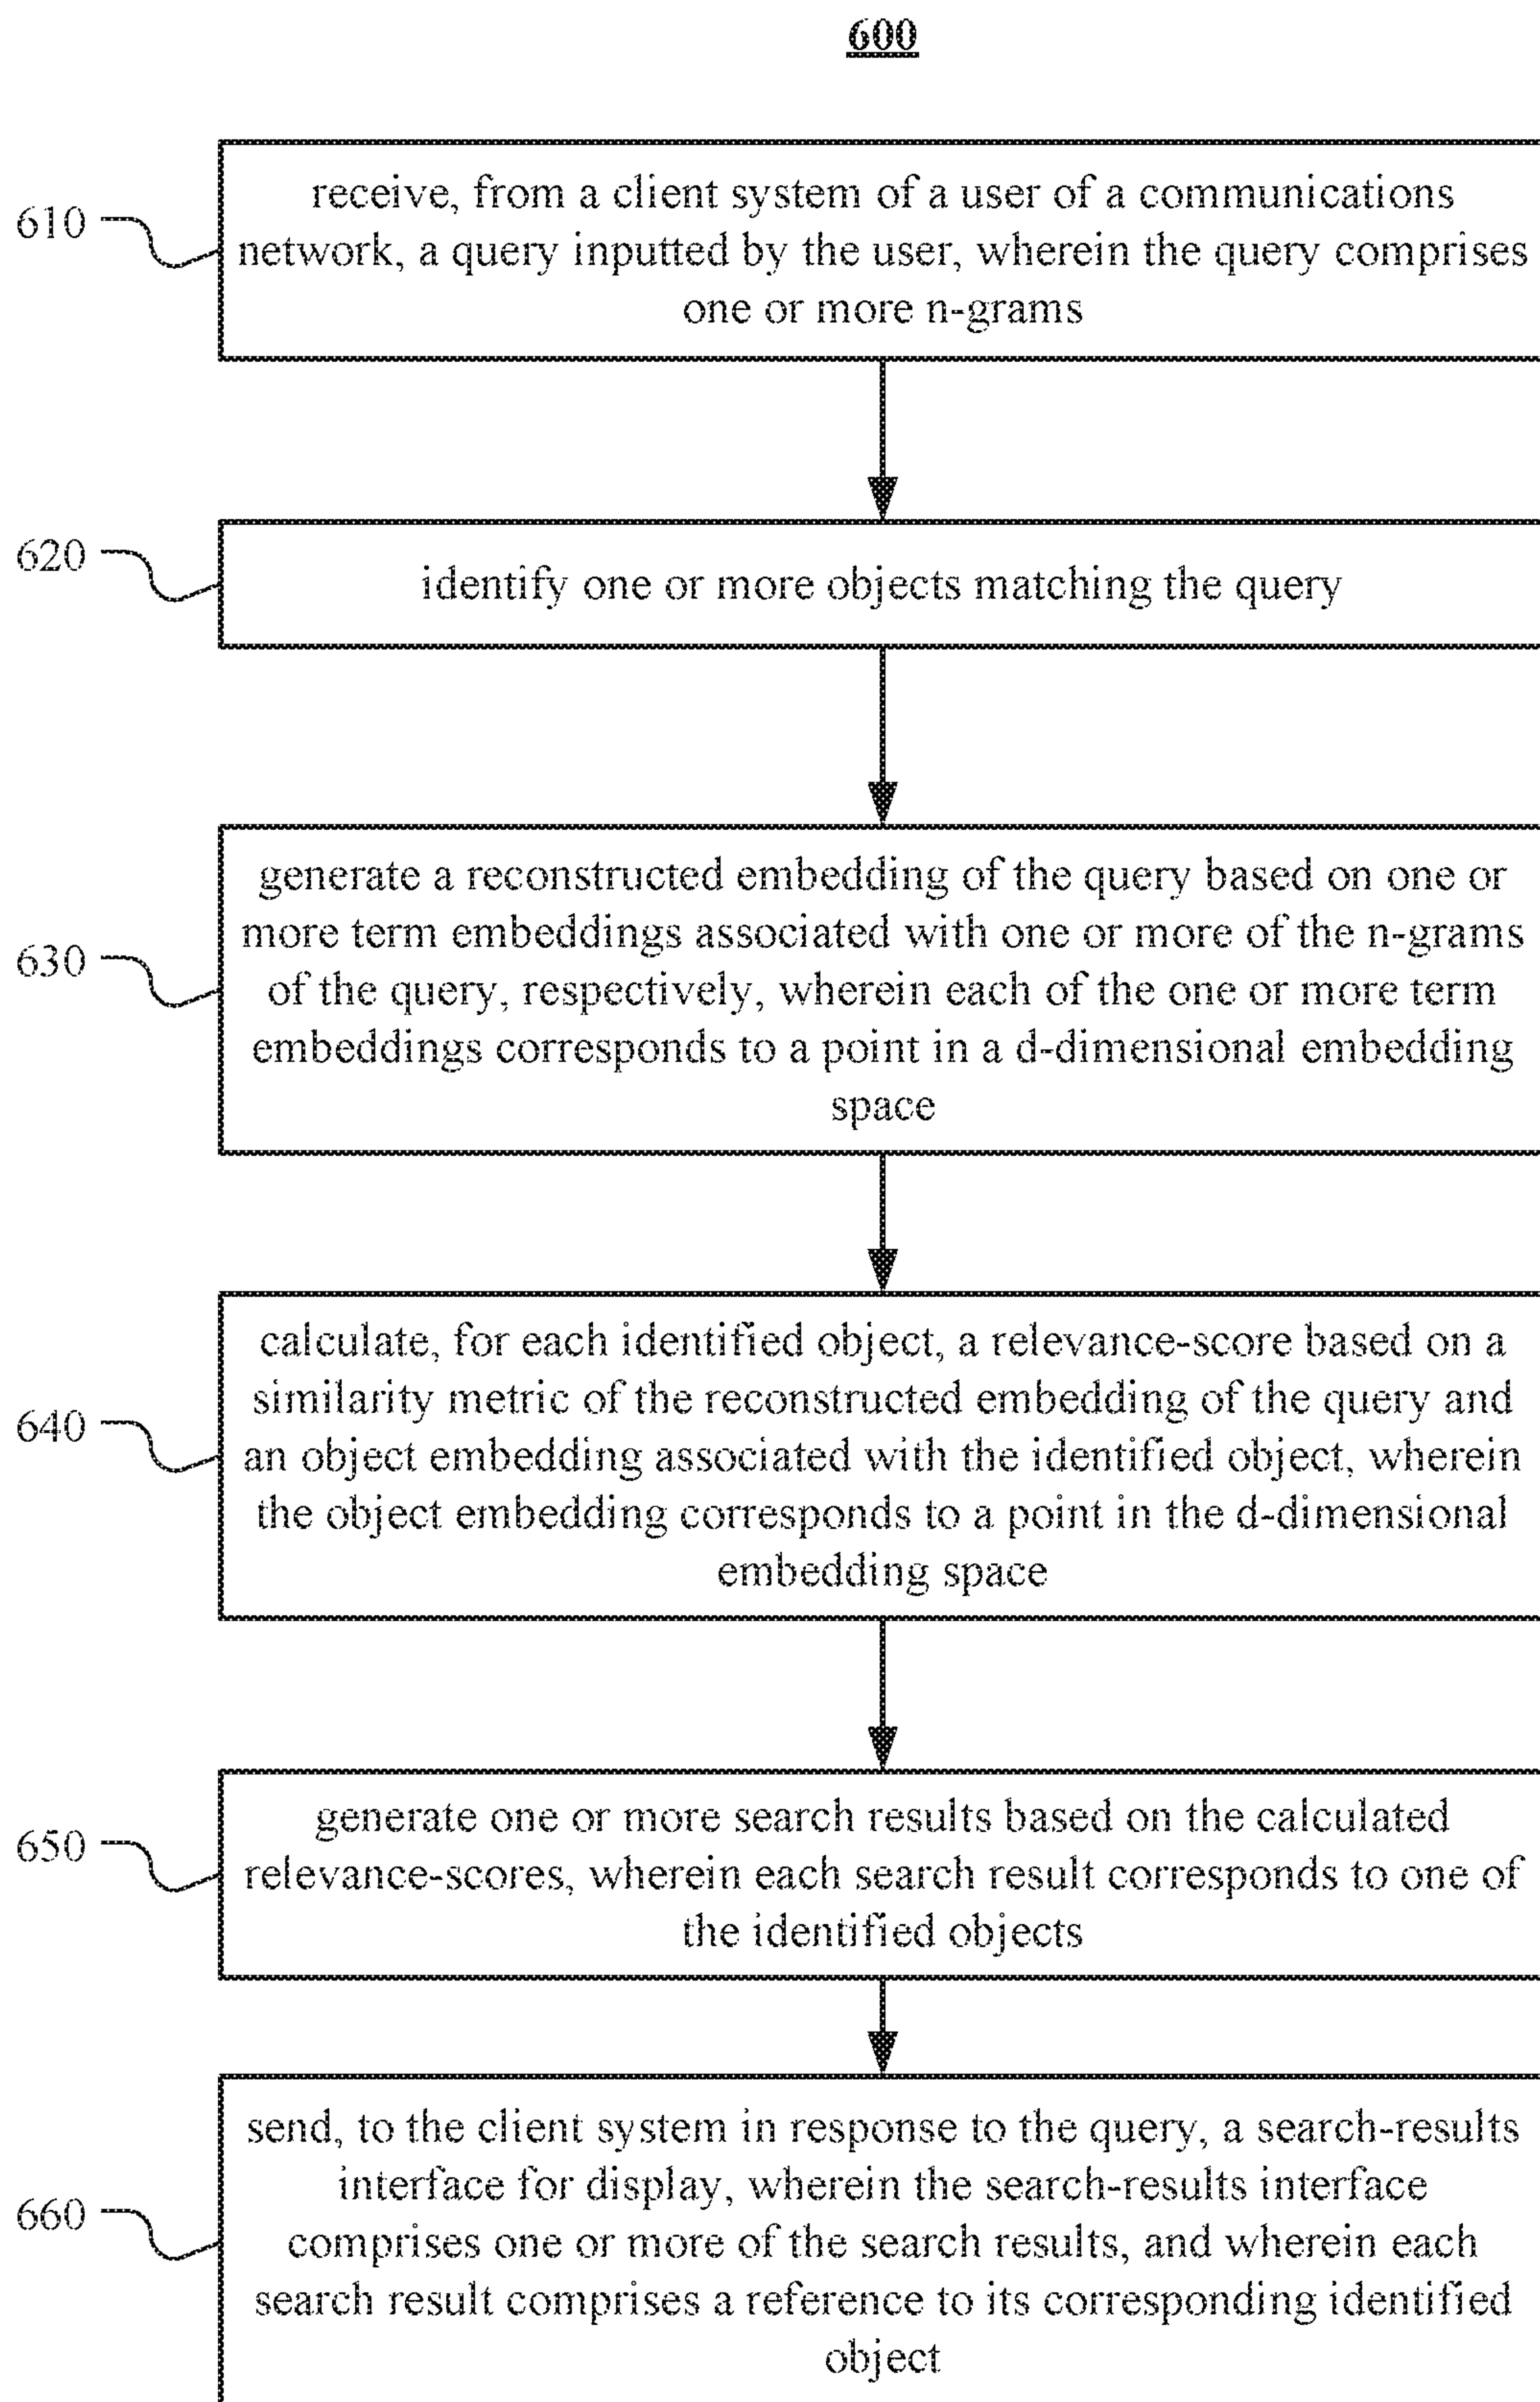 600
610
receive, from a client system of a user of a communications
network, a query inputted by the user, wherein the query comprises
one or more n-grams
620
identify one or more objects matching the query
630
generate a reconstructed embedding of the query based on one or
more term embeddings associated with one or more of the n-grams
of the query, respectively, wherein each of the one or more term
embeddings corresponds to a point in a d-dimensional embedding
space
640
calculate, for each identified object, a relevance-score based on a
similarity metric of the reconstructed embedding of the query and
an object embedding associated with the identified object, wherein
the object embedding corresponds to a point in the d-dimensional
embedding space
650
generate one or more search results based on the calculated
relevance-scores, wherein each search result corresponds to one of
the identified objects
660
send, to the client system in response to the query, a search-results
interface for display, wherein the search-results interface
comprises one or more of the search results, and wherein each
search result comprises a reference to its corresponding identified
object